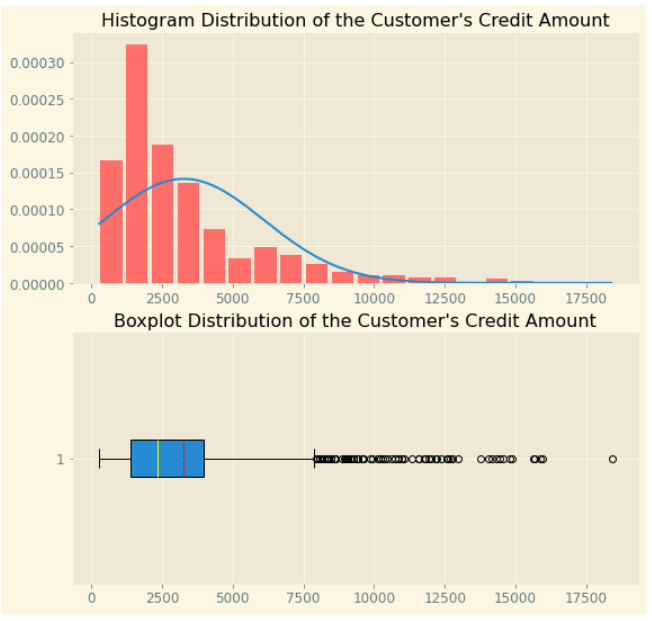 Histogram Distribution of the Customer's Credit Amount
0.00030
0.00025
0.00020
0.00015
0.00010
0.00005
0.00000
0 2500 5000 7500 10000 12500 15000 17500
Boxplot Distribution of the Customer's Credit Amount
1
0 2500 5000 7500 10000 12500 15000 17500